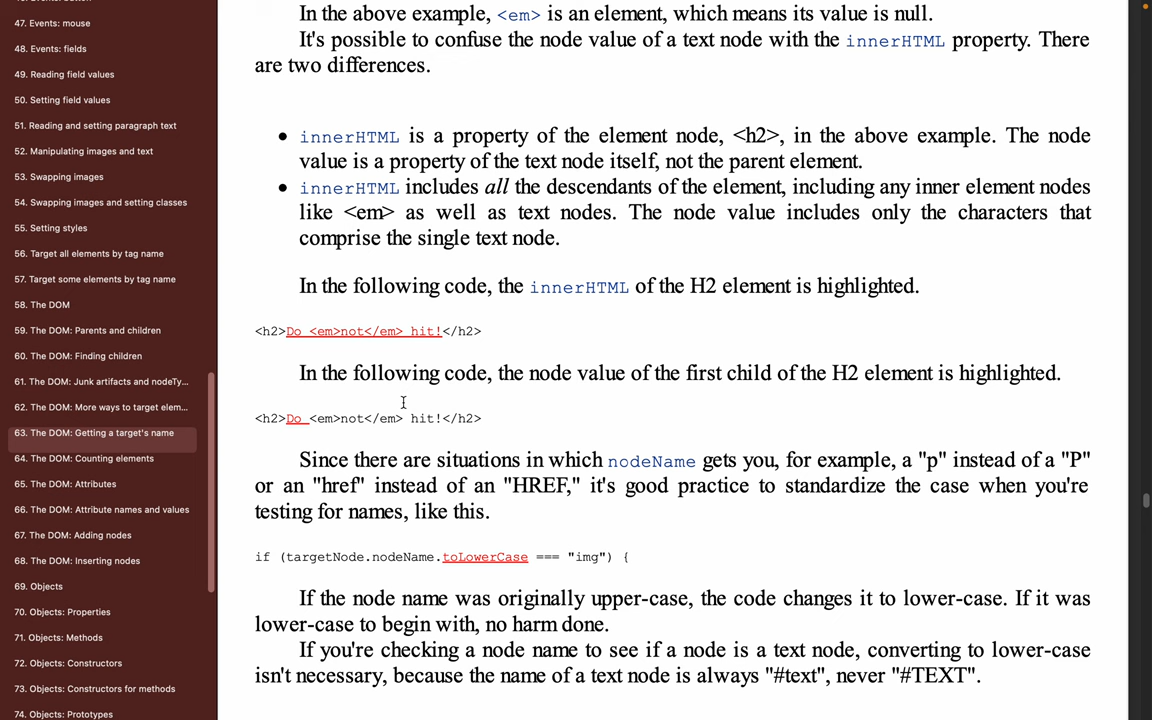 47. Events: mouse
48. Events: fields
49. Reading field values
50. Setting field values
51. Reading and setting paragraph text
52. Manipulating images and text
53. Swapping images
54. Swapping images and setting classes
55. Setting styles
56. Target all elements by tag name
57. Target some elements by tag name
58. The DOM
59. The DOM: Parents and children
60. The DOM: Finding children
61. The DOM: Junk artifacts and nodeTy...
62. The DOM: More ways to target elem...
63. The DOM: Getting a target's name
64. The DOM: Counting elements
65. The DOM: Attributes
66. The DOM: Attribute names and values
67. The DOM: Adding nodes
68. The DOM: Inserting nodes
69. Objects
70. Objects: Properties
71. Objects: Methods
72. Objects: Constructors
73. Objects: Constructors for methods
74. Objects: Prototypes
In the above example, <em> is an element, which means its value is null.
It's possible to confuse the node value of a text node with the innerHTML property. There
are two differences.
• innerHTML is a property of the element node, <h2>, in the above example. The node
value is a property of the text node itself, not the parent element.
• innerHTML includes all the descendants of the element, including any inner element nodes
like <em> as well as text nodes. The node value includes only the characters that
comprise the single text node.
In the following code, the innerHTML of the H2 element is highlighted.
<h2>Do <em>not</em> hit!</h2>
In the following code, the node value of the first child of the H2 element is highlighted.
<h2>Do <em>not</em> hit!</h2>
Since there are situations in which nodeName gets you, for example, a "p" instead of a "P"
or an "href" instead of an "HREF," it's good practice to standardize the case when you're
testing for names, like this.
if (targetNode.nodeName.toLowerCase === "img") {
If the node name was originally upper-case, the code changes it to lower-case. If it was
lower-case to begin with, no harm done.
If you're checking a node name to see if a node is a text node, converting to lower-case
isn't necessary, because the name of a text node is always "#text", never "#TEXT".